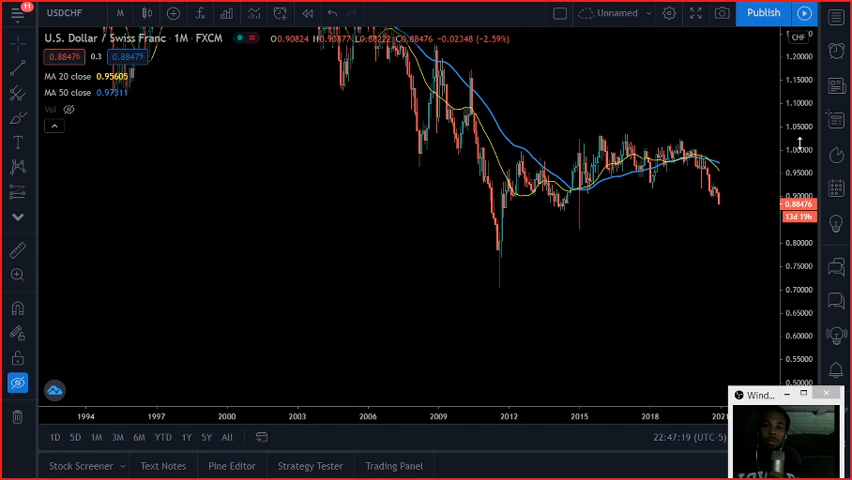 11
USDCHF
M
Unnamed
Publish
U.S. Dollar / Swiss Franc · 1M · FXCM
O0.90824 H0.90877 L0.88222 C0.88476 −0.02348 (−2.59%)
CHF
0.88476 0.3 0.88479
MA 20 close 0.95605
MA 50 close 0.97311
Vol
1.20000
1.15000
1.10000
1.05000
1.00000
0.95000
0.90000
0.88476
13d 19h
0.80000
0.75000
0.70000
0.65000
0.60000
0.55000
0.50000
1994 1997 2000 2003 2006 2009 2012 2015 2018 2021
Wind...
1D 5D 1M 3M 6M YTD 1Y 5Y All
22:47:19 (UTC-5)
Stock Screener Text Notes Pine Editor Strategy Tester Trading Panel